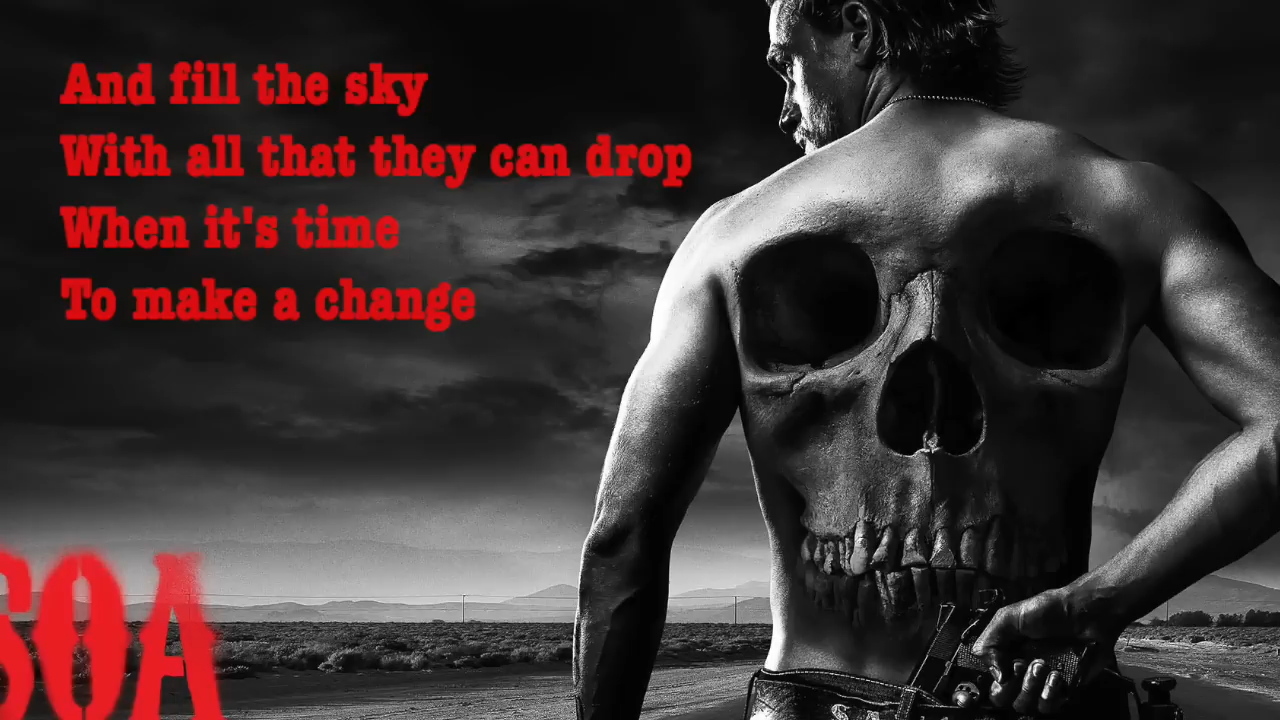 And fill the sky
With all that they can drop
When it's time
To make a change
SOA